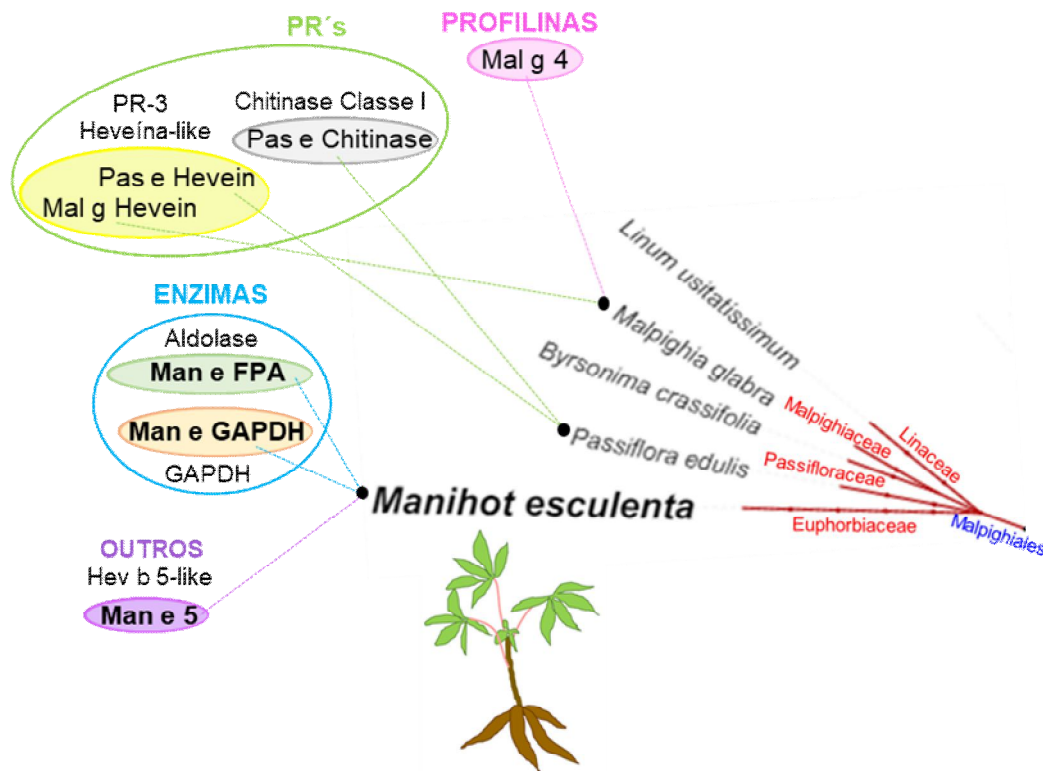 PR´s
PROFILINAS
Mal g 4
PR-3
Heveína-like
Chitinase Classe I
Pas e Chitinase
Pas e Hevein
Mal g Hevein
ENZIMAS
Aldolase
Man e FPA
Man e GAPDH
GAPDH
OUTROS
Hev b 5-like
Man e 5
Linum usitatissimum
Malpighia glabra
Byrsonima crassifolia
Passiflora edulis
Manihot esculenta
Linaceae
Malpighiaceae
Passifloraceae
Euphorbiaceae
Malpighiales